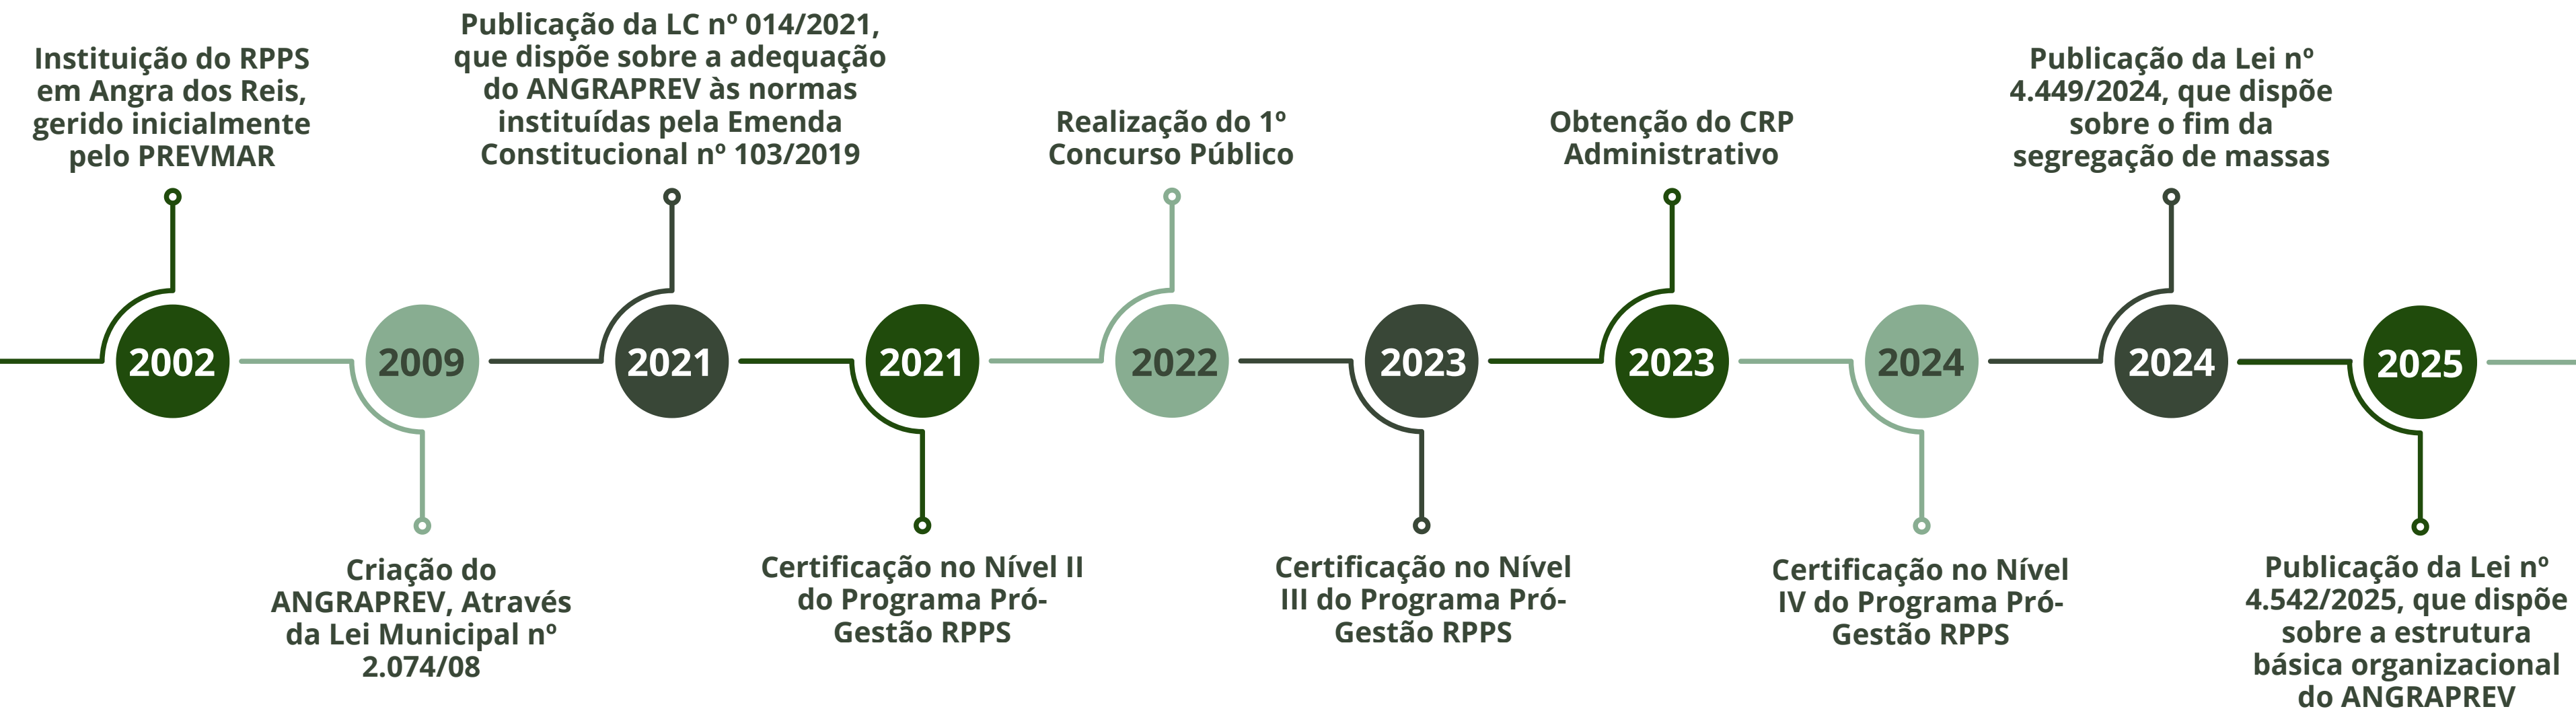 Instituição do RPPS
em Angra dos Reis,
gerido inicialmente
pelo PREVMAR
2002
2009
Criação do
ANGRAPREV, Através
da Lei Municipal nº
2.074/08
Publicação da LC nº 014/2021,
que dispõe sobre a adequação
do ANGRAPREV às normas
instituídas pela Emenda
Constitucional nº 103/2019
2021
2021
Certificação no Nível II
do Programa Pró-
Gestão RPPS
Realização do 1º
Concurso Público
2022
2023
Certificação no Nível
III do Programa Pró-
Gestão RPPS
Obtenção do CRP
Administrativo
2023
2024
Certificação no Nível
IV do Programa Pró-
Gestão RPPS
Publicação da Lei nº
4.449/2024, que dispõe
sobre o fim da
segregação de massas
2024
2025
Publicação da Lei nº
4.542/2025, que dispõe
sobre a estrutura
básica organizacional
do ANGRAPREV